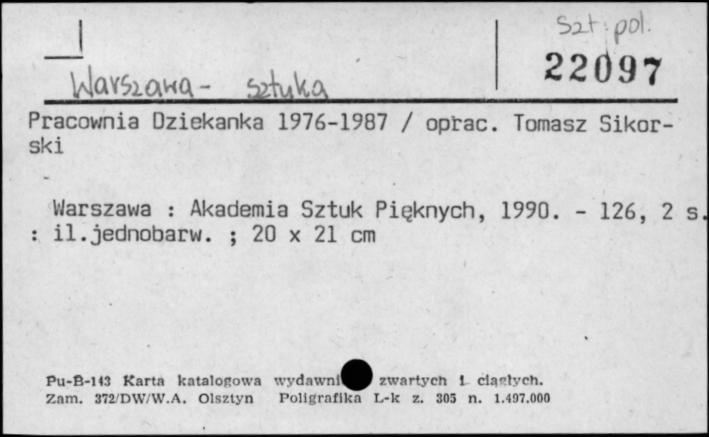 Szt. pol.
22097
Warszawa - sztuka
Pracownia Dziekanka 1976-1987 / oprac. Tomasz Sikor-
ski
Warszawa : Akademia Sztuk Pięknych, 1990. - 126, 2 s.
: il.jednobarw. ; 20 x 21 cm
Pu-B-143 Karta katalogowa zwartych i ciągłych.
Zam. 372/DW/W.A. Olsztyn Poligrafika L-k z. 305 n. 1.497.000